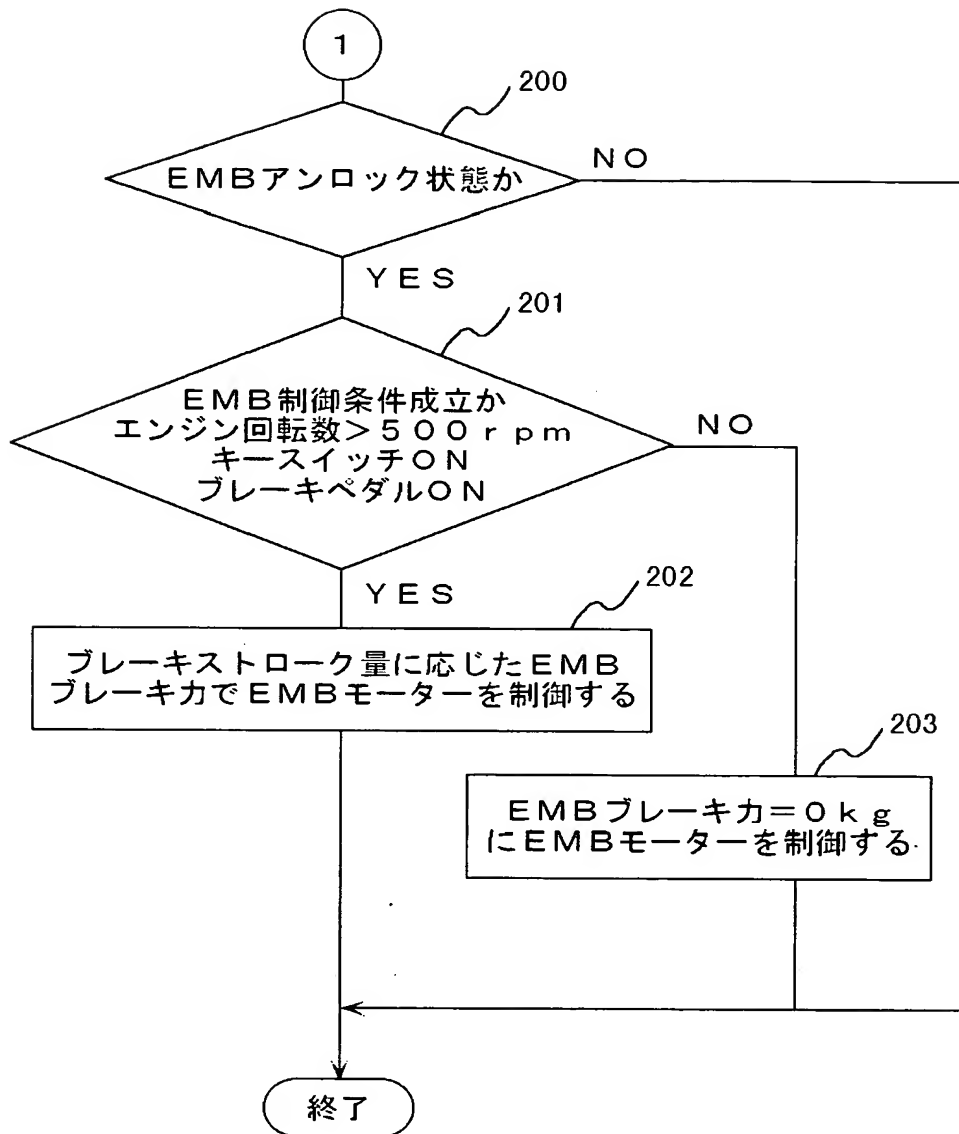 1
200
EMBアンロック状態か
NO
YES
201
EMB制御条件成立か
エンジン回転数＞500rpm
キースイッチON
ブレーキペダルON
NO
YES
202
ブレーキストローク量に応じたEMB
ブレーキ力でEMBモーターを制御する
203
EMBブレーキ力＝0kg
にEMBモーターを制御する
終了